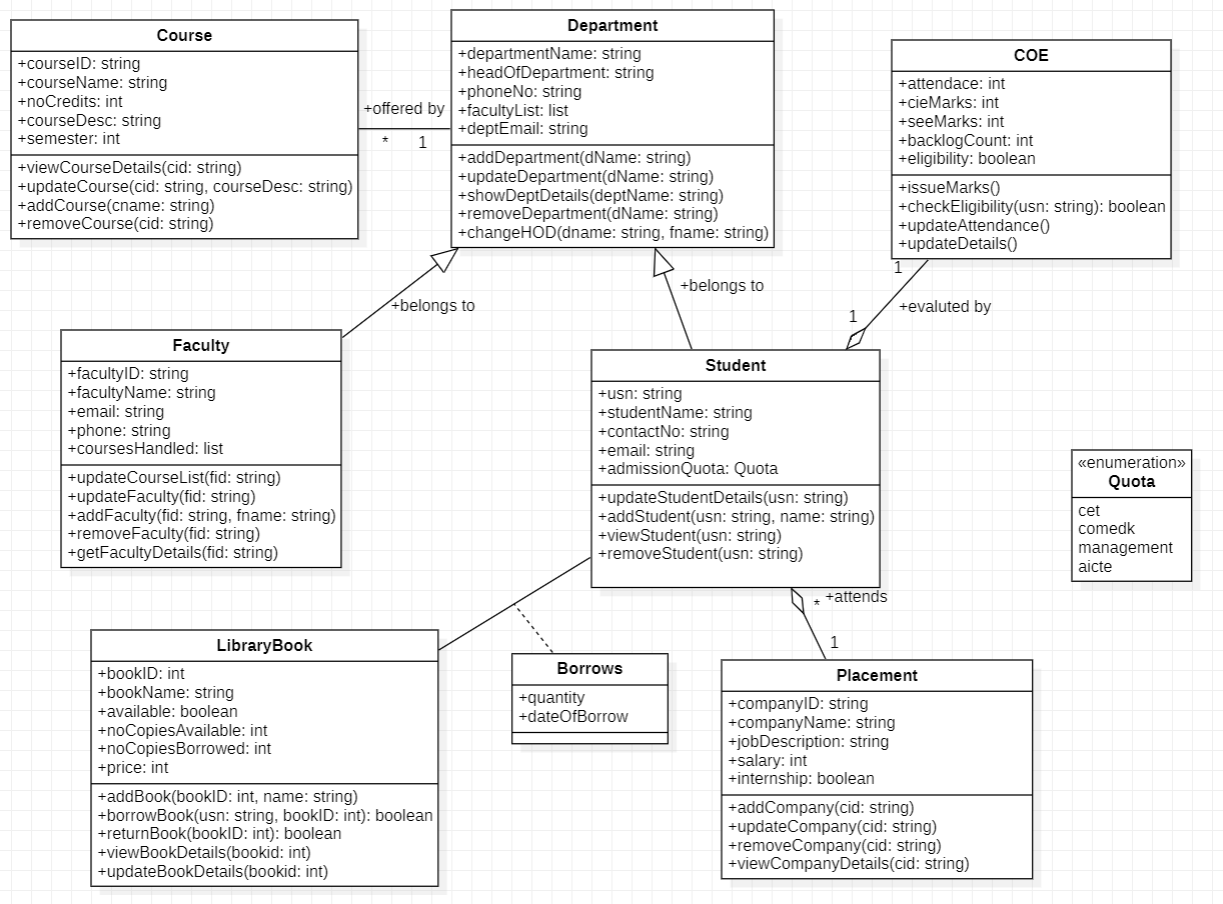 Course
+courseID: string
+courseName: string
+noCredits: int
+courseDesc: string
+semester: int
+viewCourseDetails(cid: string)
+updateCourse(cid: string, courseDesc: string)
+addCourse(cname: string)
+removeCourse(cid: string)
+offered by
*
1
Department
+departmentName: string
+headOfDepartment: string
+phoneNo: string
+facultyList: list
+deptEmail: string
+addDepartment(dName: string)
+updateDepartment(dName: string)
+showDeptDetails(deptName: string)
+removeDepartment(dName: string)
+changeHOD(dname: string, fname: string)
COE
+attendace: int
+cieMarks: int
+seeMarks: int
+backlogCount: int
+eligibility: boolean
+issueMarks()
+checkEligibility(usn: string): boolean
+updateAttendance()
+updateDetails()
+belongs to
+belongs to
1
1
+evaluted by
Faculty
+facultyID: string
+facultyName: string
+email: string
+phone: string
+coursesHandled: list
+updateCourseList(fid: string)
+updateFaculty(fid: string)
+addFaculty(fid: string, fname: string)
+removeFaculty(fid: string)
+getFacultyDetails(fid: string)
Student
+usn: string
+studentName: string
+contactNo: string
+email: string
+admissionQuota: Quota
+updateStudentDetails(usn: string)
+addStudent(usn: string, name: string)
+viewStudent(usn: string)
+removeStudent(usn: string)
«enumeration»
Quota
cet
comedk
management
aicte
* +attends
1
LibraryBook
+bookID: int
+bookName: string
+available: boolean
+noCopiesAvailable: int
+noCopiesBorrowed: int
+price: int
+addBook(bookID: int, name: string)
+borrowBook(usn: string, bookID: int): boolean
+returnBook(bookID: int): boolean
+viewBookDetails(bookid: int)
+updateBookDetails(bookid: int)
Borrows
+quantity
+dateOfBorrow
Placement
+companyID: string
+companyName: string
+jobDescription: string
+salary: int
+internship: boolean
+addCompany(cid: string)
+updateCompany(cid: string)
+removeCompany(cid: string)
+viewCompanyDetails(cid: string)